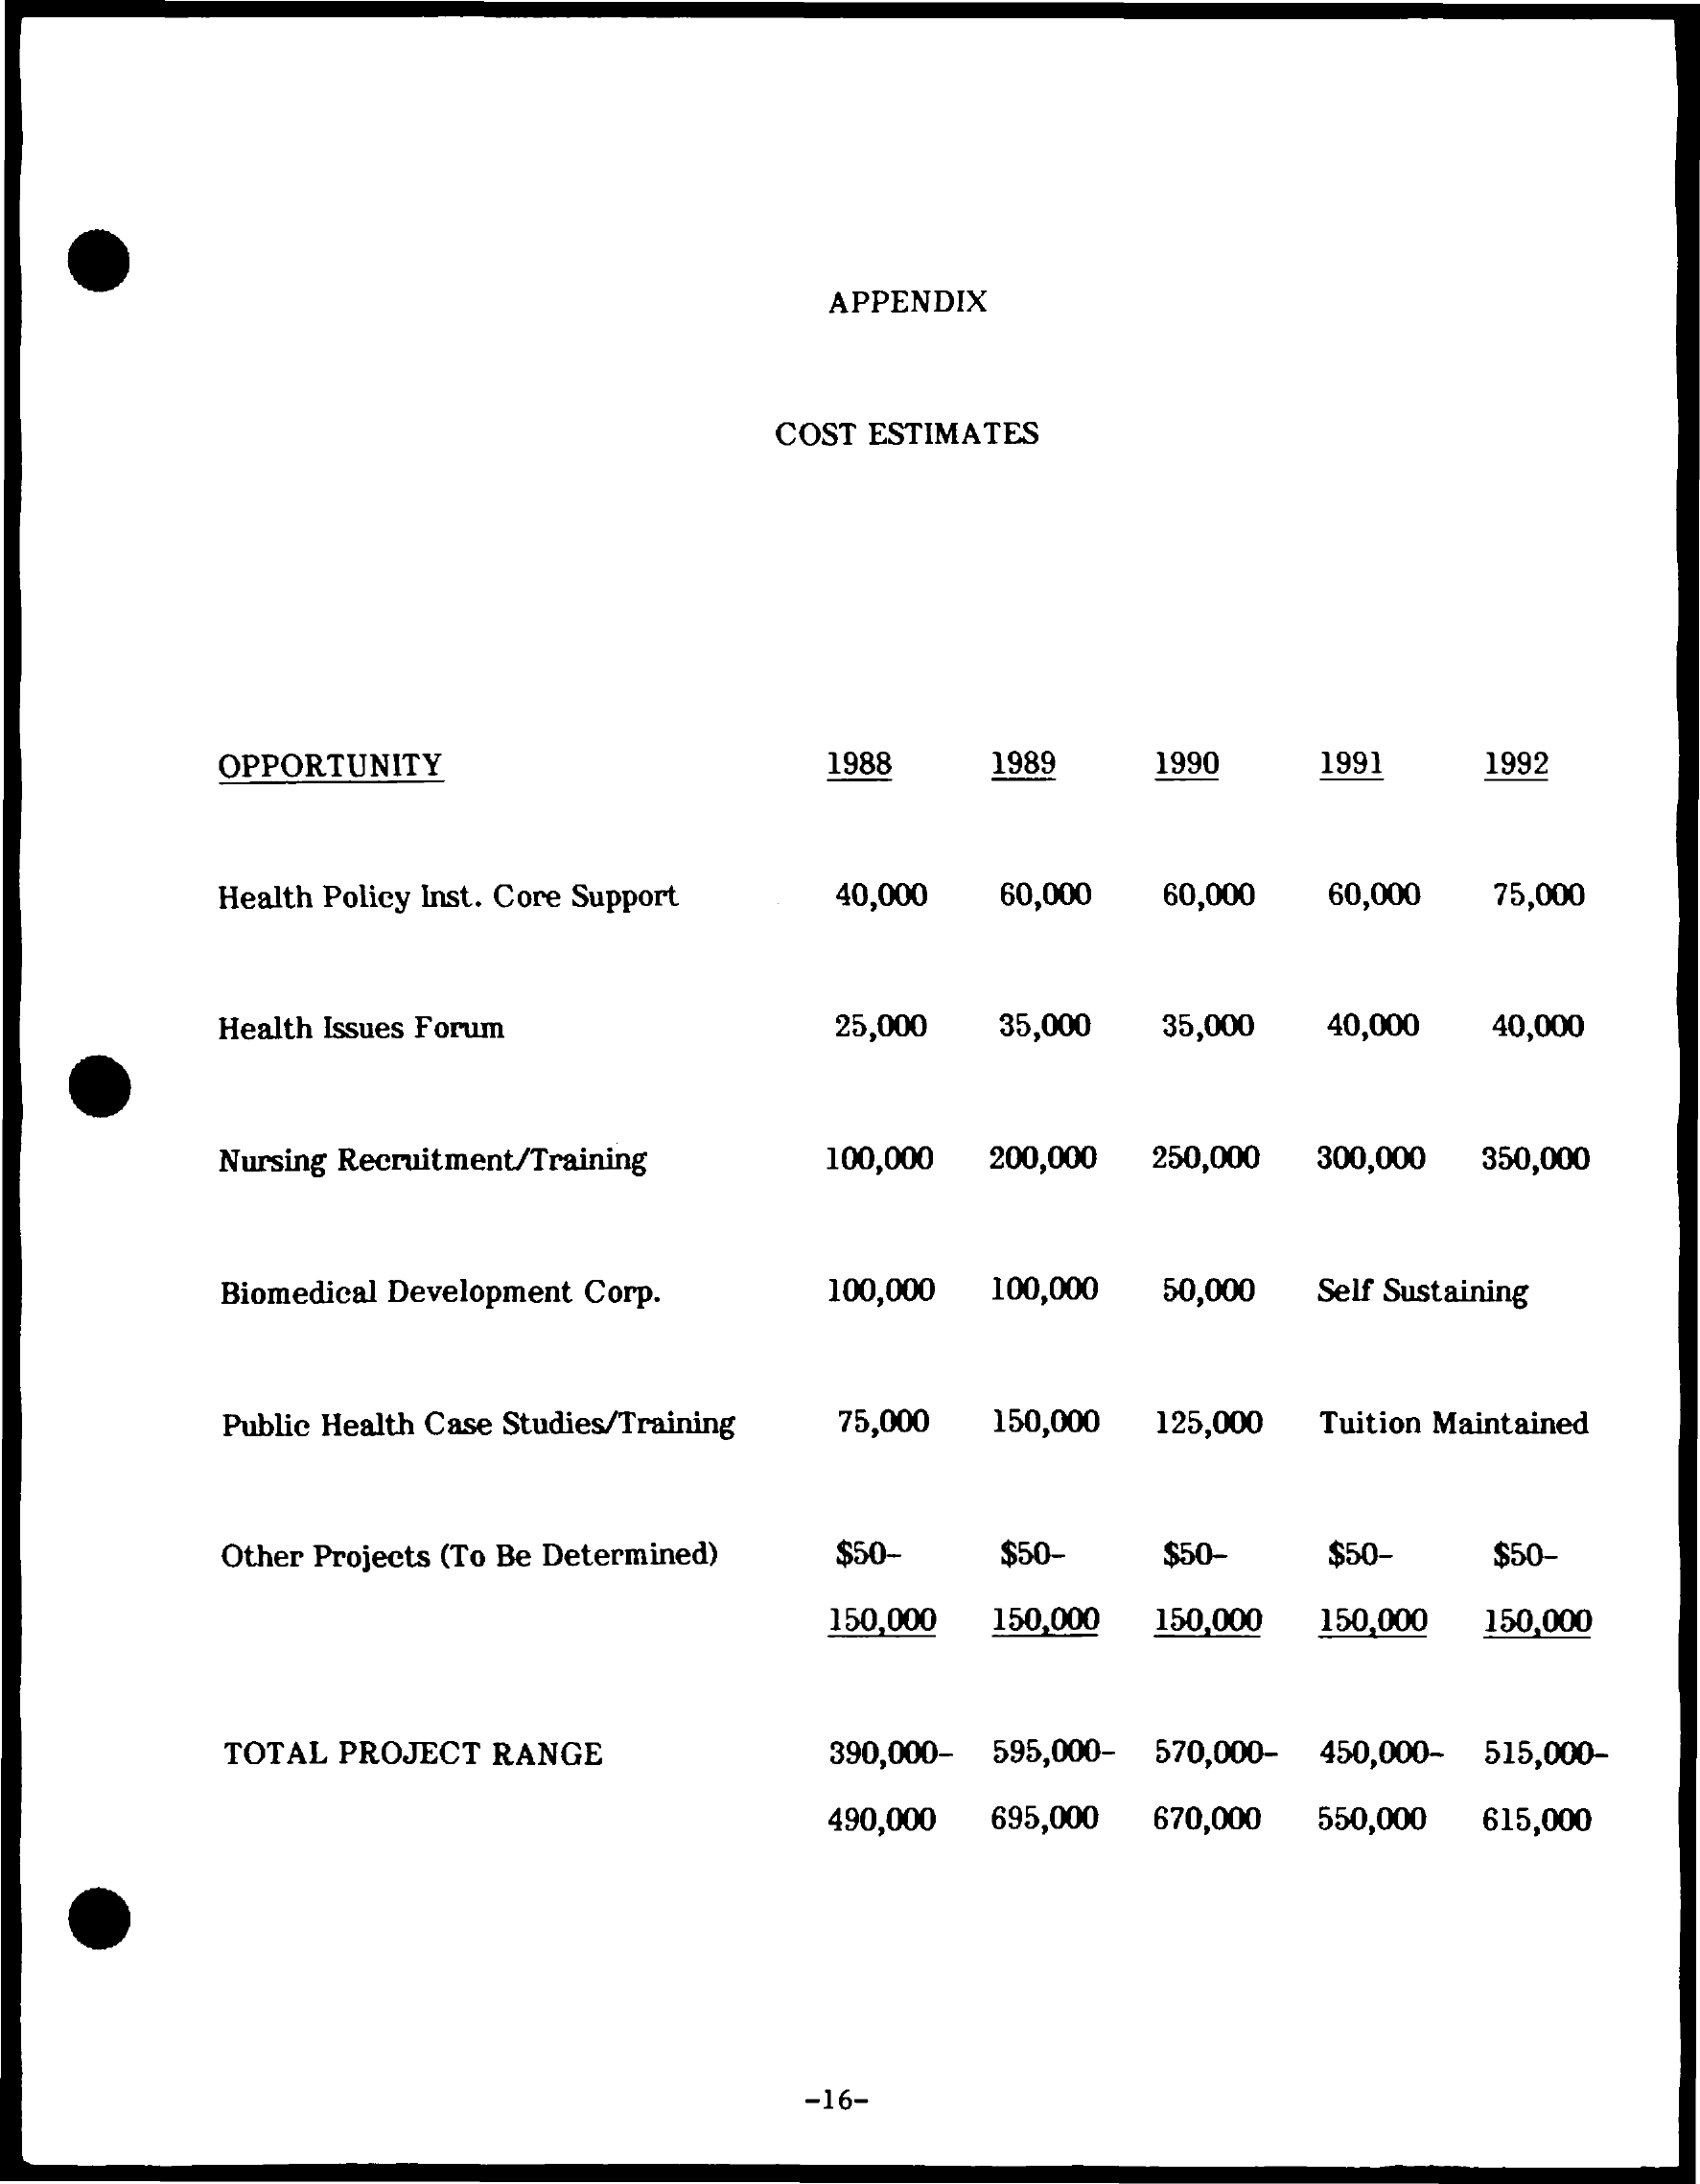 APPENDIX
COST ESTIMATES
OPPORTUNITY 1988 1989 1990 1991 1992
Health Policy Inst. Core Support 40,000 60,000 60,000 60,000 75,000
Health Issues Forum 25,000 35,000 35,000 40,000 40,000
Nursing Recruitment/Training 100,000 200,000 250,000 300,000 350,000
Biomedical Development Corp. 100,000 100,000 50,000 Self Sustaining
Public Health Case Studies/Training 75,000 150,000 125,000 Tuition Maintained
Other Projects (To Be Determined) $50- $50- $50- $50- $50-
150,000 150,000 150,000 150,000 150,000
TOTAL PROJECT RANGE 390,000- 595,000- 570,000- 450,000- 515,000-
490,000 695,000 670,000 550,000 615,000
-16-